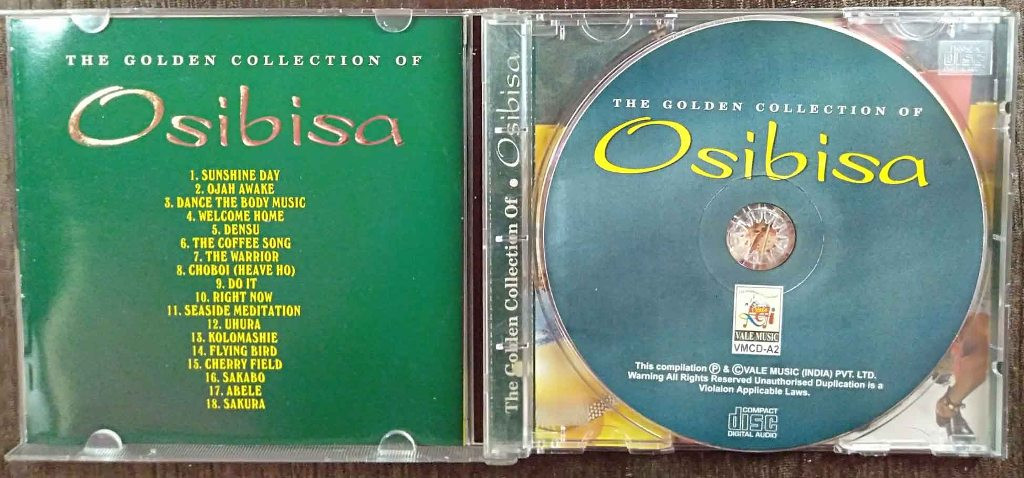 THE GOLDEN COLLECTION OF
Osibisa
1. SUNSHINE DAY
2. OJAH AWAKE
3. DANCE THE BODY MUSIC
4. WELCOME HOME
5. DENSU
6. THE COFFEE SONG
7. THE WARRIOR
8. CHOBOI (HEAVE HO)
9. DO IT
10. RIGHT NOW
11. SEASIDE MEDITATION
12. UHURA
13. KOLOMASHIE
14. FLYING BIRD
15. CHERRY FIELD
16. SAKABO
17. ABELE
18. SAKURA
The Golden Collection Of • Osibisa
THE GOLDEN COLLECTION OF
Osibisa
VALE MUSIC
VMCD-A2
This compilation Ⓟ & ©VALE MUSIC (INDIA) PVT. LTD.
Warning All Rights Reserved Unauthorised Duplication is a
Violaion Applicable Laws.
COMPACT
disc
DIGITAL AUDIO